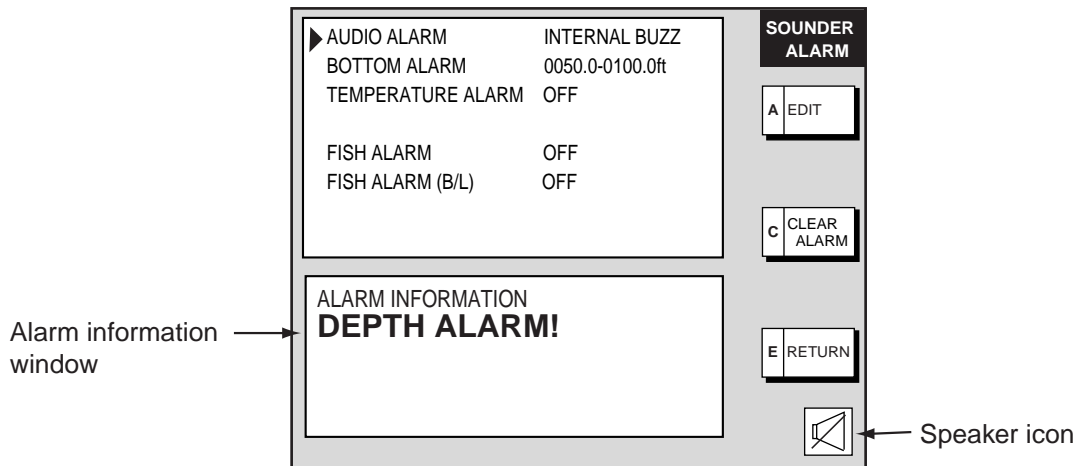 AUDIO ALARM INTERNAL BUZZ
BOTTOM ALARM 0050.0-0100.0ft
TEMPERATURE ALARM OFF
FISH ALARM OFF
FISH ALARM (B/L) OFF
SOUNDER
ALARM
A EDIT
C CLEAR
ALARM
E RETURN
ALARM INFORMATION
DEPTH ALARM!
Alarm information
window
Speaker icon